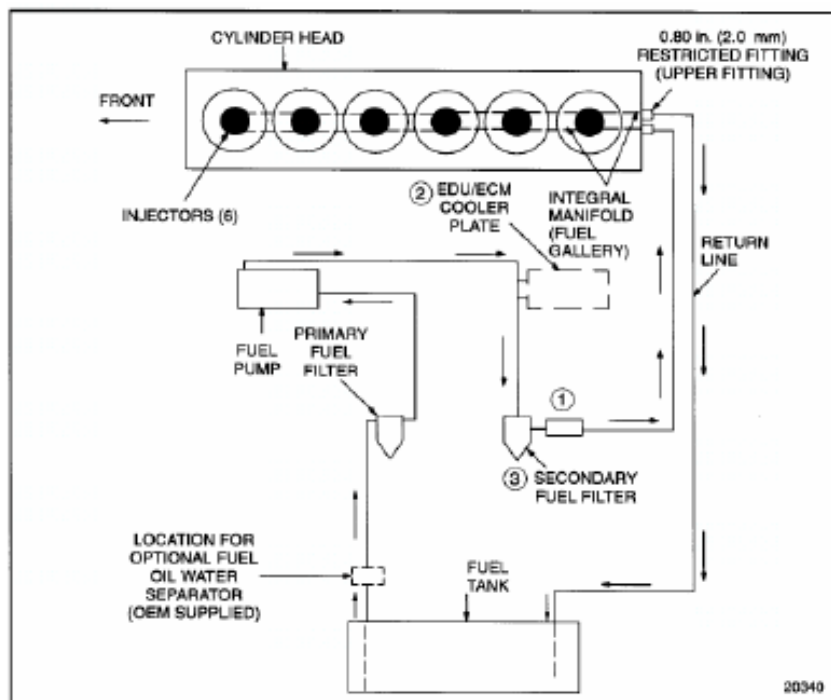 CYLINDER HEAD
0.80 in. (2.0 mm)
RESTRICTED FITTING
(UPPER FITTING)
FRONT
INJECTORS (6)
② EDU/ECM
COOLER
PLATE
INTEGRAL
MANIFOLD
(FUEL
GALLERY)
RETURN
LINE
FUEL
PUMP
PRIMARY
FUEL
FILTER
①
③ SECONDARY
FUEL FILTER
LOCATION FOR
OPTIONAL FUEL
OIL WATER
SEPARATOR
(OEM SUPPLIED)
FUEL
TANK
20340